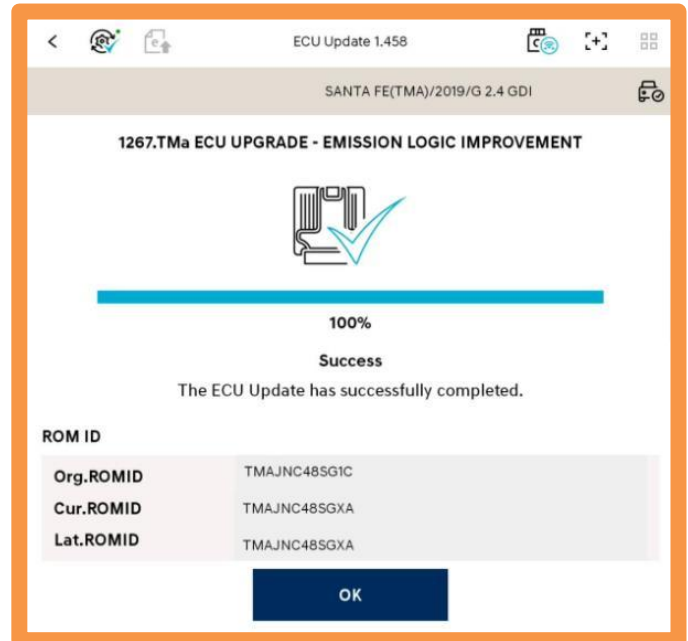 ECU Update 1.458
SANTA FE(TMA)/2019/G 2.4 GDI
1267.TMa ECU UPGRADE - EMISSION LOGIC IMPROVEMENT
100%
Success
The ECU Update has successfully completed.
ROM ID
Org.ROMID TMAJNC48SG1C
Cur.ROMID TMAJNC48SGXA
Lat.ROMID TMAJNC48SGXA
OK